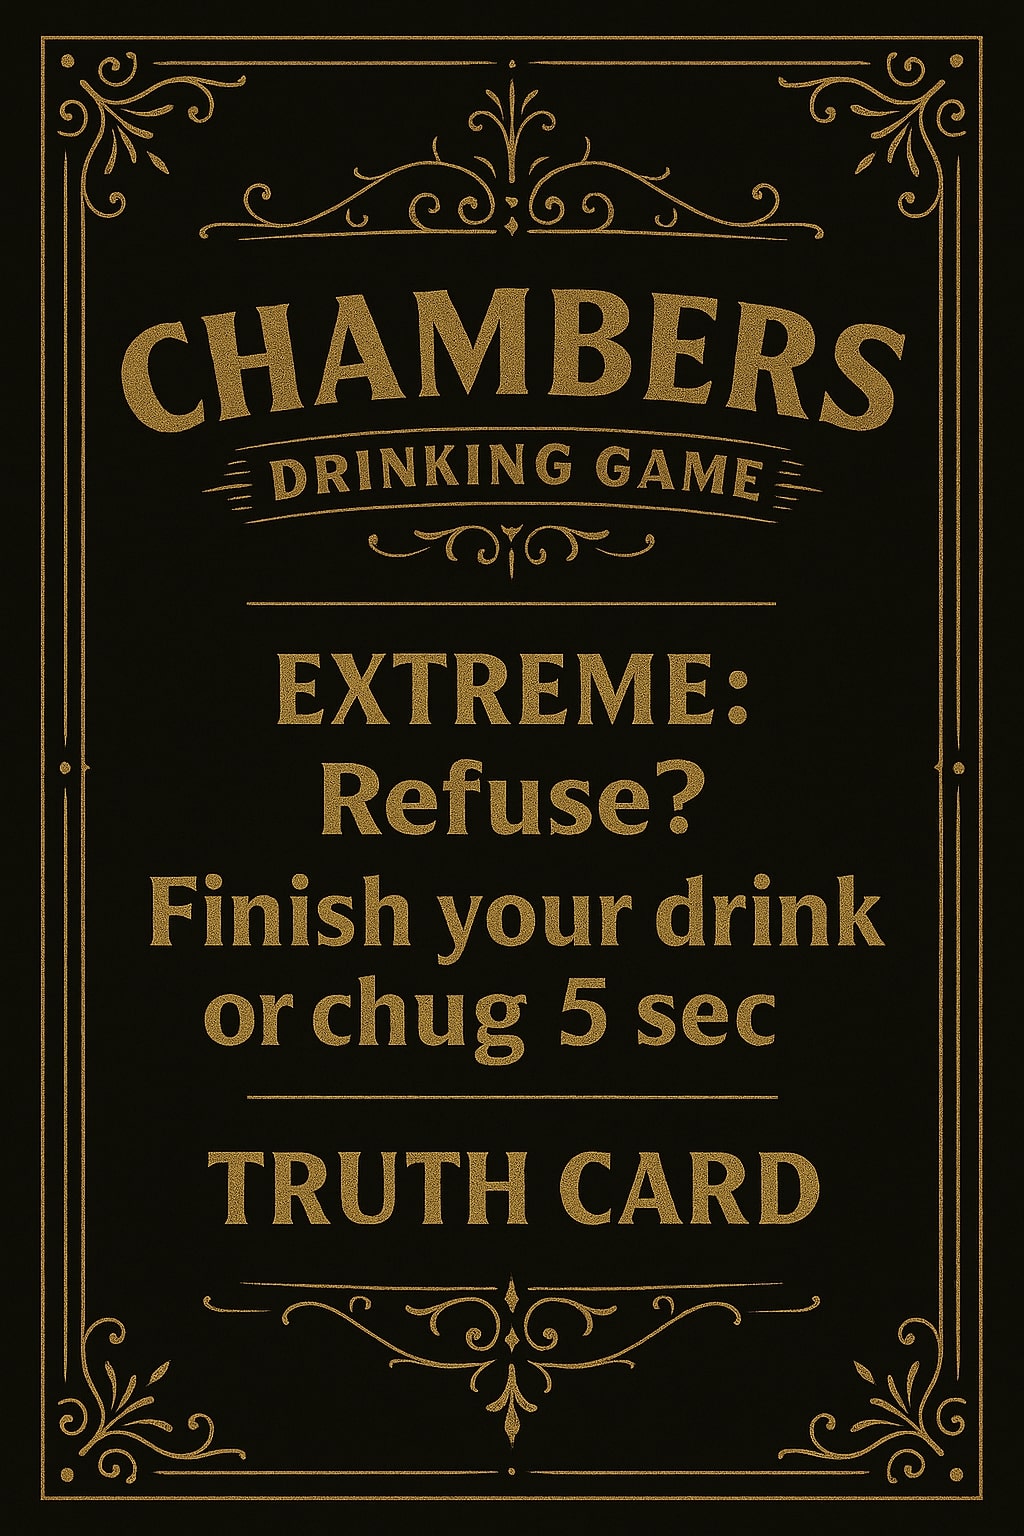 CHAMBERS
DRINKING GAME
EXTREME:
Refuse?
Finish your drink
or chug 5 sec
TRUTH CARD